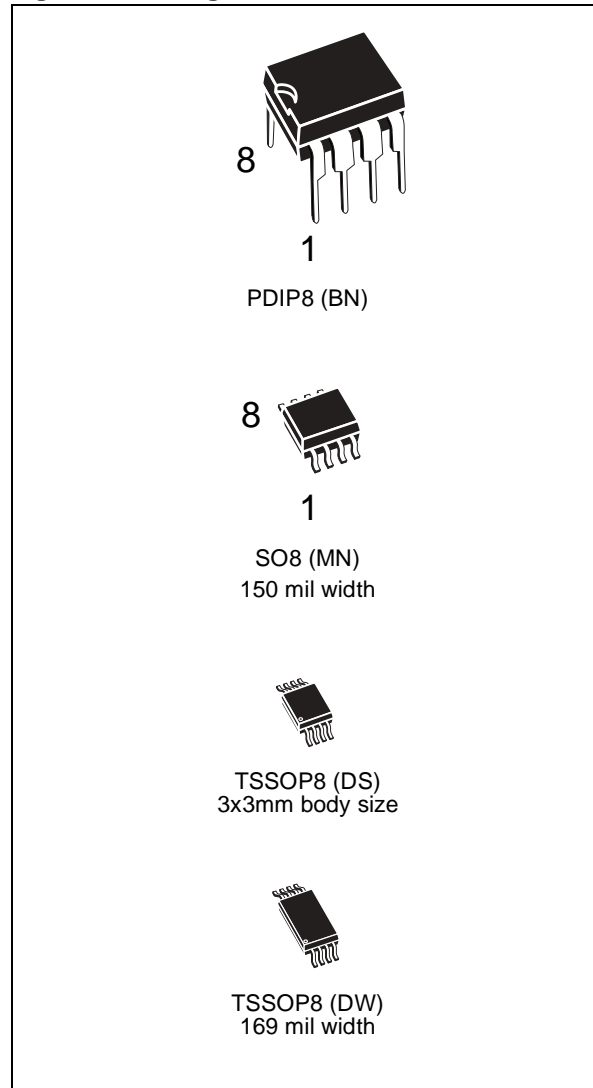 8
1
PDIP8 (BN)
8
1
SO8 (MN)
150 mil width
TSSOP8 (DS)
3x3mm body size
TSSOP8 (DW)
169 mil width